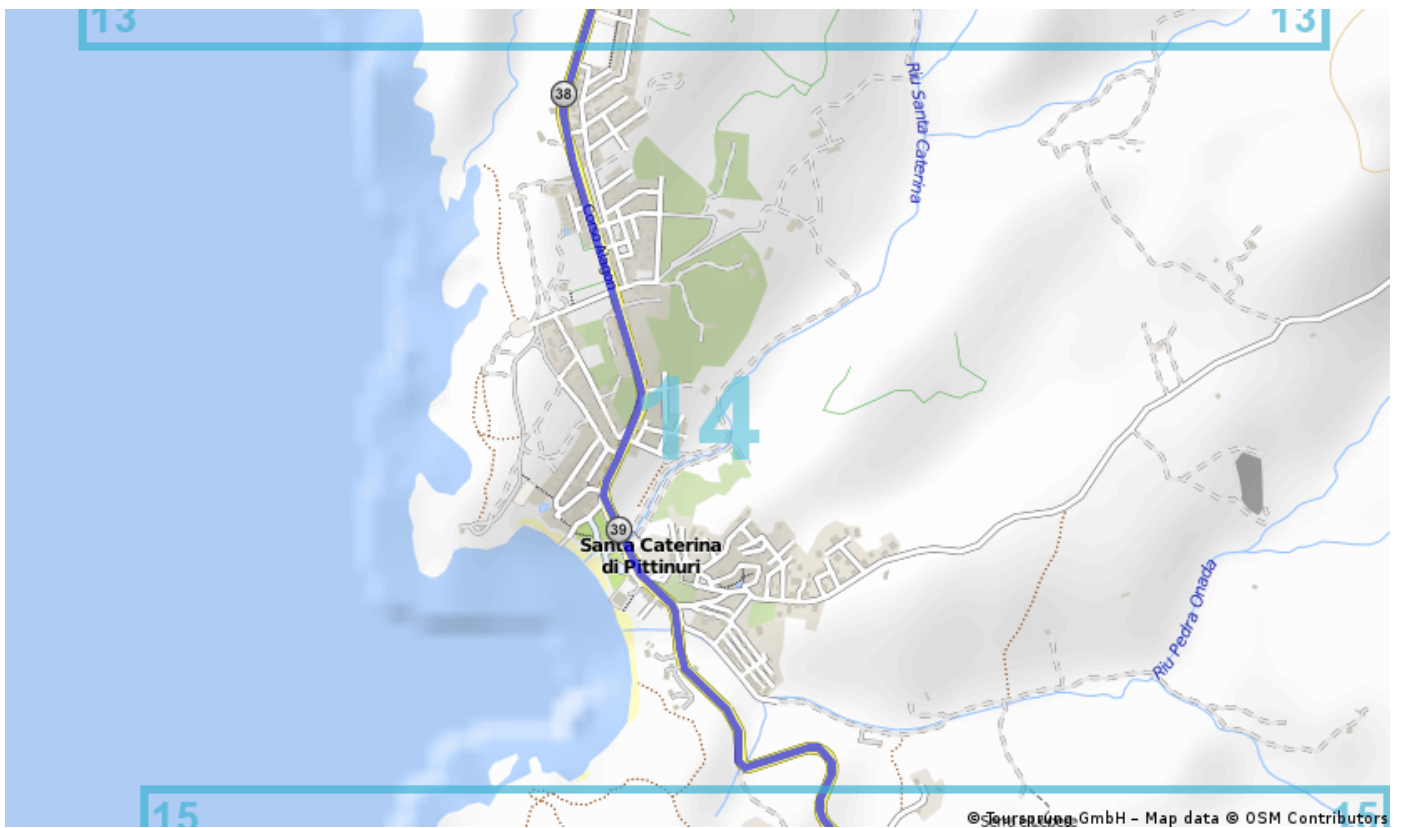 13
13
38
Riu Santa Caterina
Corso Alagon
14
39
Santa Caterina
di Pittinuri
Riu Pedra Onada
15
15
© Toursprung GmbH – Map data © OSM Contributors